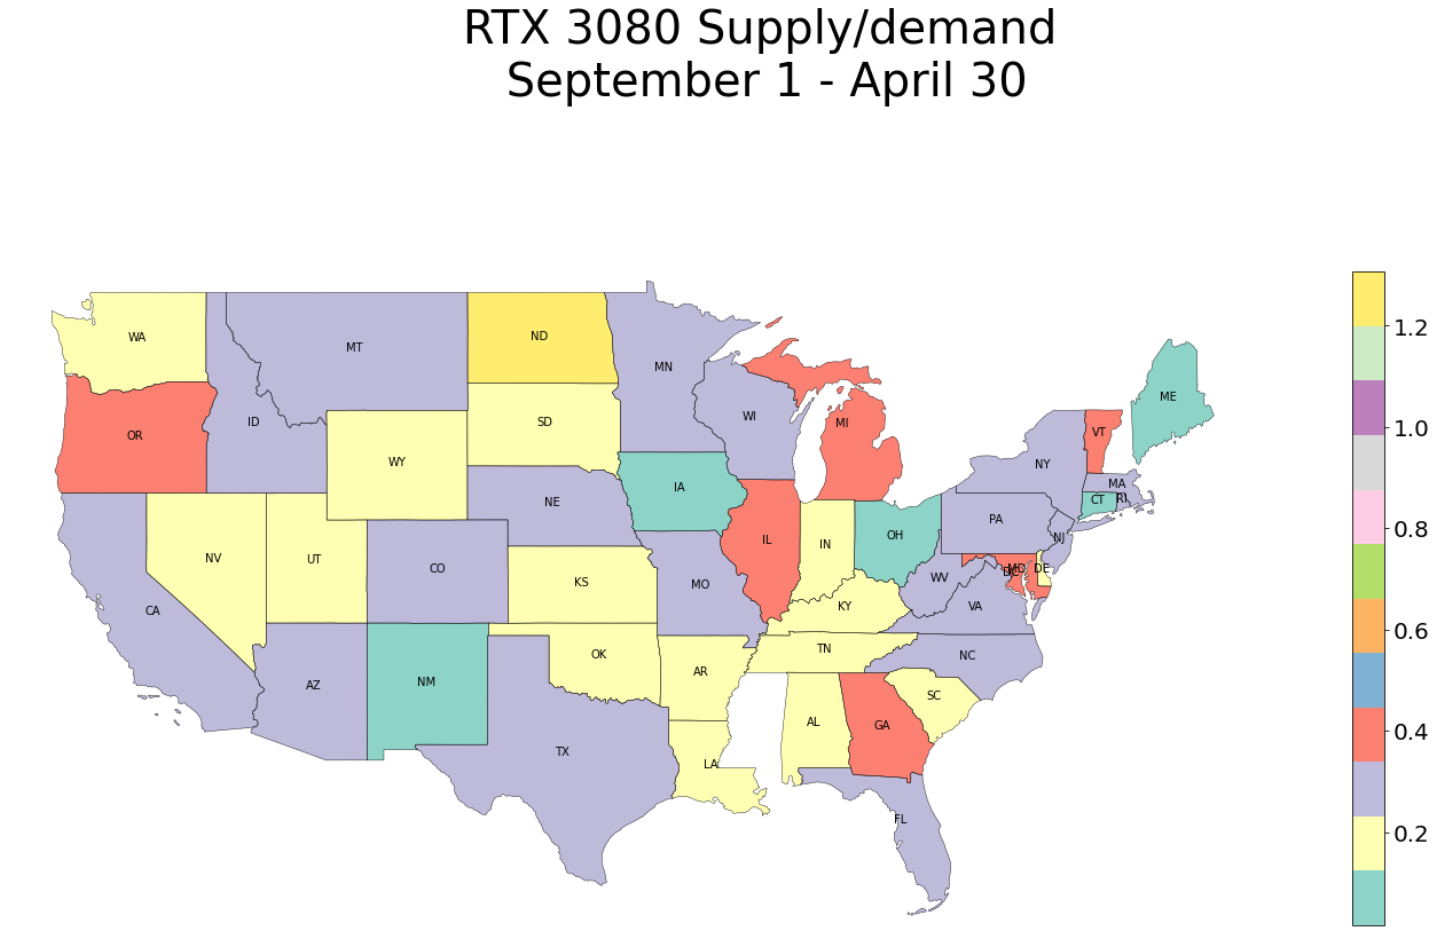 RTX 3080 Supply/demand
September 1 - April 30
WA
MT
ND
MN
ME
ID
SD
WI
MI
VT
OR
WY
NY
MA
IA
CT
RI
NE
PA
NV
UT
CO
IL
IN
OH
NJ
KS
MO
WV
MD
DC
DE
CA
KY
VA
OK
TN
NC
AZ
NM
AR
SC
TX
AL
GA
LA
FL
1.2
1.0
0.8
0.6
0.4
0.2